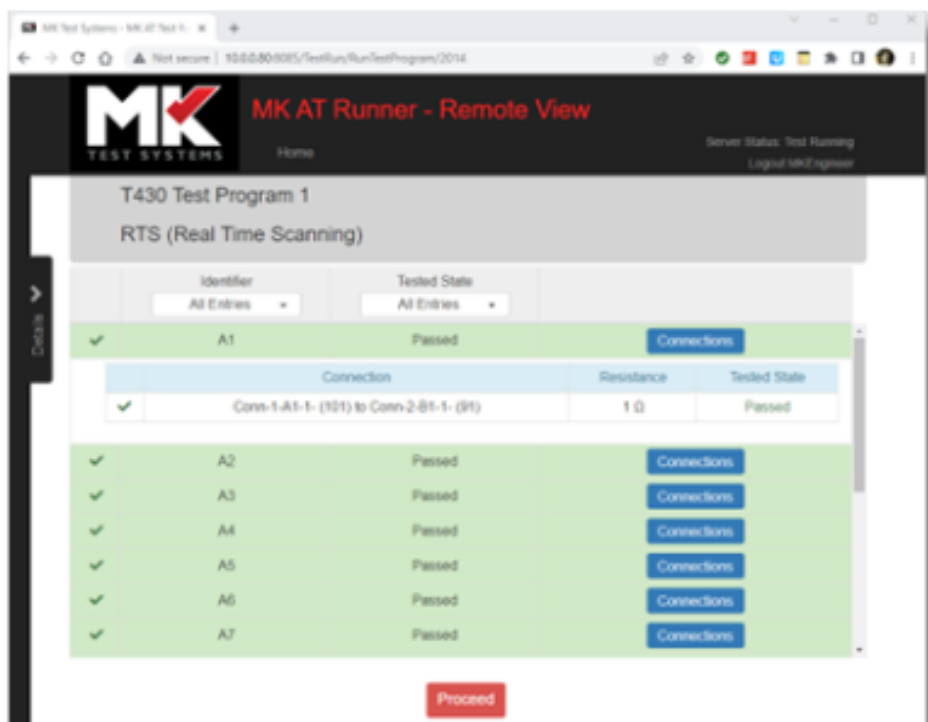 MK Test Systems - MK AT Test R
Not secure | 10.0.0.80:8085/TestRun/RunTestProgram/2014
MK
TEST SYSTEMS
MK AT Runner - Remote View
Home
Server Status: Test Running
Logout MKEngineer
T430 Test Program 1
RTS (Real Time Scanning)
Details
Identifier Tested State
All Entries All Entries
A1 Passed Connections
Connection Resistance Tested State
Conn-1-A1-1- (101) to Conn-2-B1-1- (91) 1 Ω Passed
A2 Passed Connections
A3 Passed Connections
A4 Passed Connections
A5 Passed Connections
A6 Passed Connections
A7 Passed Connections
Proceed